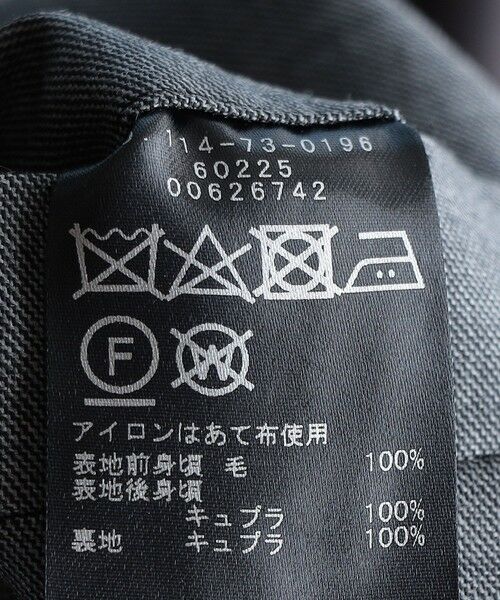 114-73-0196
60225
00626742
F W
アイロンはあて布使用
表地前身頃 毛 100%
表地後身頃
キュプラ 100%
裏地 キュプラ 100%